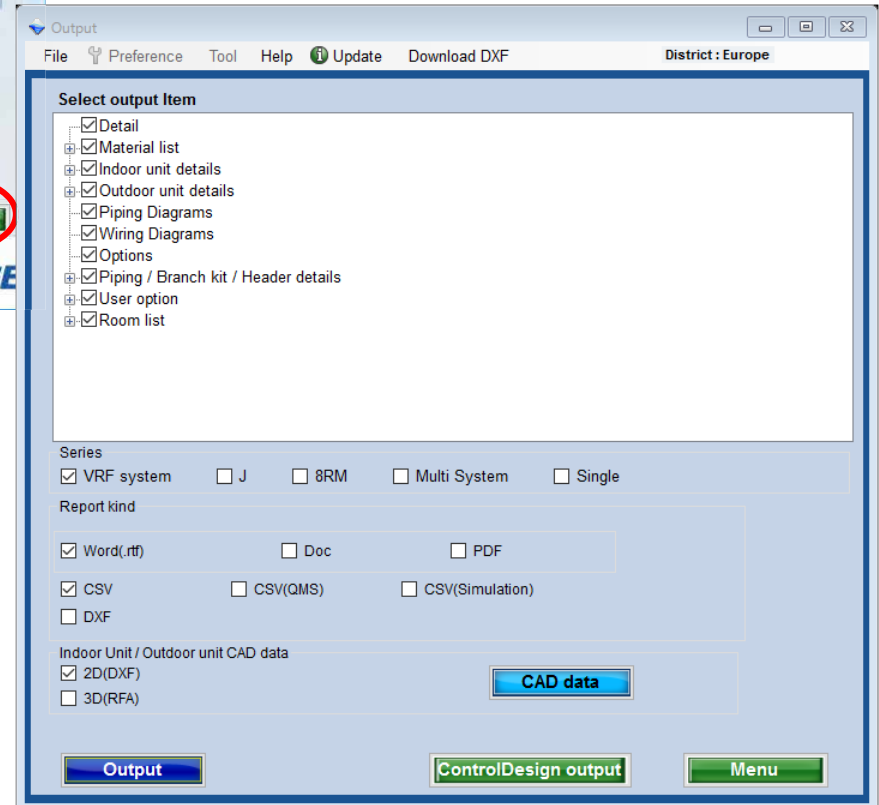 Output
File Preference Tool Help Update Download DXF District : Europe
Select output Item
Detail
Material list
Indoor unit details
Outdoor unit details
Piping Diagrams
Wiring Diagrams
Options
Piping / Branch kit / Header details
User option
Room list
Series
VRF system J 8RM Multi System Single
Report kind
Word(.rtf) Doc PDF
CSV CSV(QMS) CSV(Simulation)
DXF
Indoor Unit / Outdoor unit CAD data
2D(DXF)
CAD data
3D(RFA)
Output ControlDesign output Menu